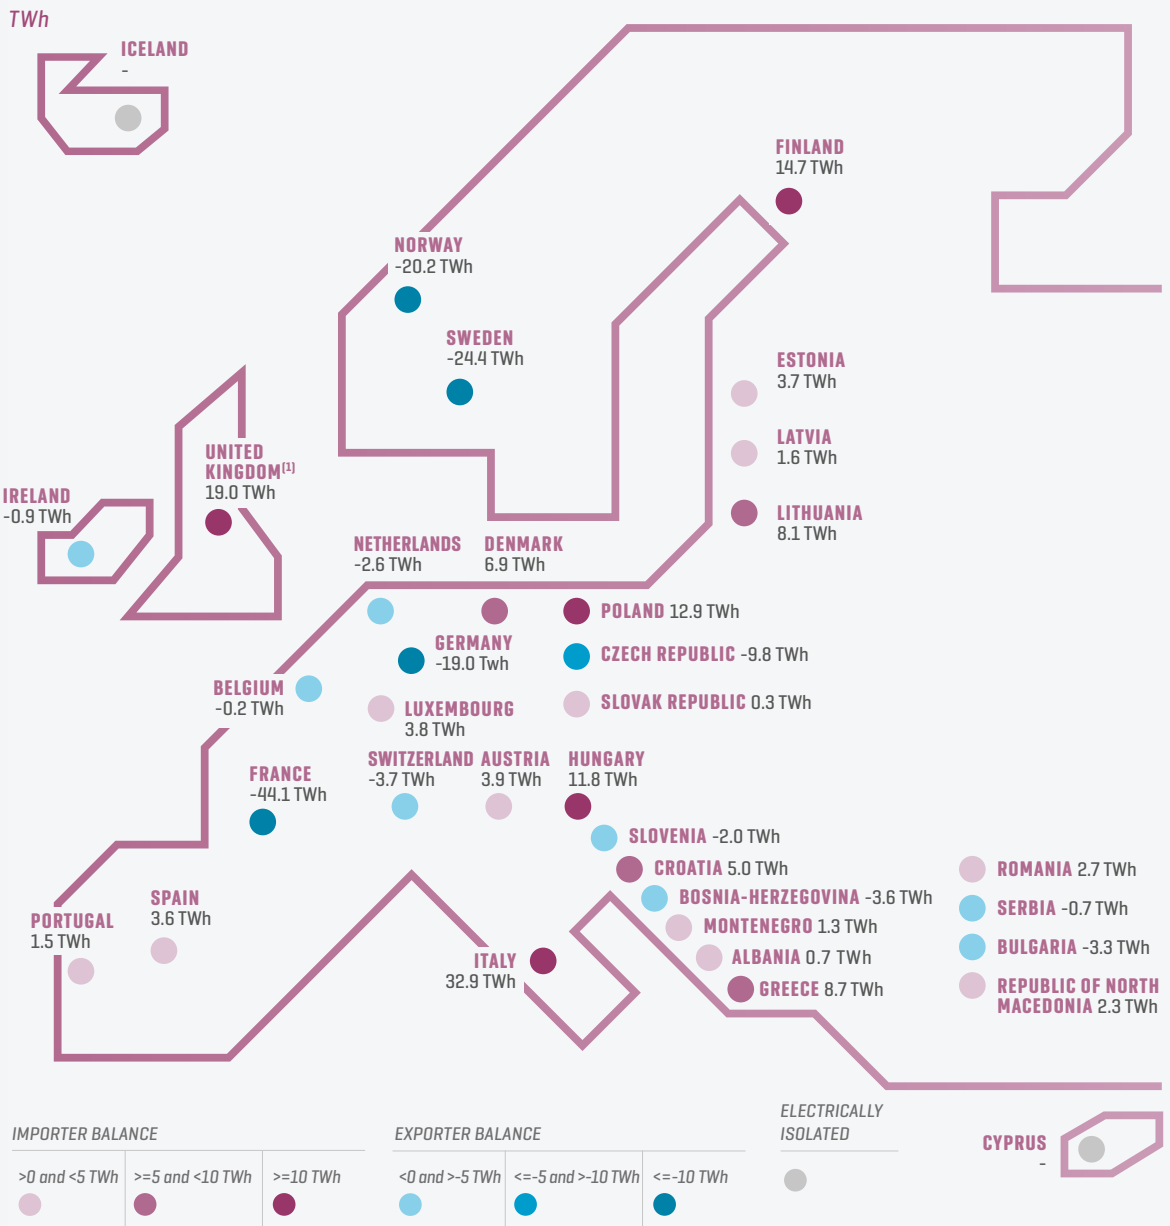 TWh
ICELAND
-
FINLAND
14.7 TWh
NORWAY
-20.2 TWh
SWEDEN
-24.4 TWh
ESTONIA
3.7 TWh
LATVIA
1.6 TWh
UNITED
KINGDOM(1)
19.0 TWh
IRELAND
-0.9 TWh
LITHUANIA
8.1 TWh
NETHERLANDS
-2.6 TWh
DENMARK
6.9 TWh
POLAND 12.9 TWh
GERMANY
-19.0 Twh
CZECH REPUBLIC -9.8 TWh
BELGIUM
-0.2 TWh
LUXEMBOURG
3.8 TWh
SLOVAK REPUBLIC 0.3 TWh
SWITZERLAND
-3.7 TWh
AUSTRIA
3.9 TWh
HUNGARY
11.8 TWh
FRANCE
-44.1 TWh
SLOVENIA -2.0 TWh
CROATIA 5.0 TWh
BOSNIA-HERZEGOVINA -3.6 TWh
MONTENEGRO 1.3 TWh
ALBANIA 0.7 TWh
GREECE 8.7 TWh
ROMANIA 2.7 TWh
SERBIA -0.7 TWh
BULGARIA -3.3 TWh
REPUBLIC OF NORTH
MACEDONIA 2.3 TWh
SPAIN
3.6 TWh
PORTUGAL
1.5 TWh
ITALY
32.9 TWh
CYPRUS
-
IMPORTER BALANCE
>0 and <5 TWh
>=5 and <10 TWh
>=10 TWh
EXPORTER BALANCE
<0 and >-5 TWh
<=-5 and >-10 TWh
<=-10 TWh
ELECTRICALLY
ISOLATED